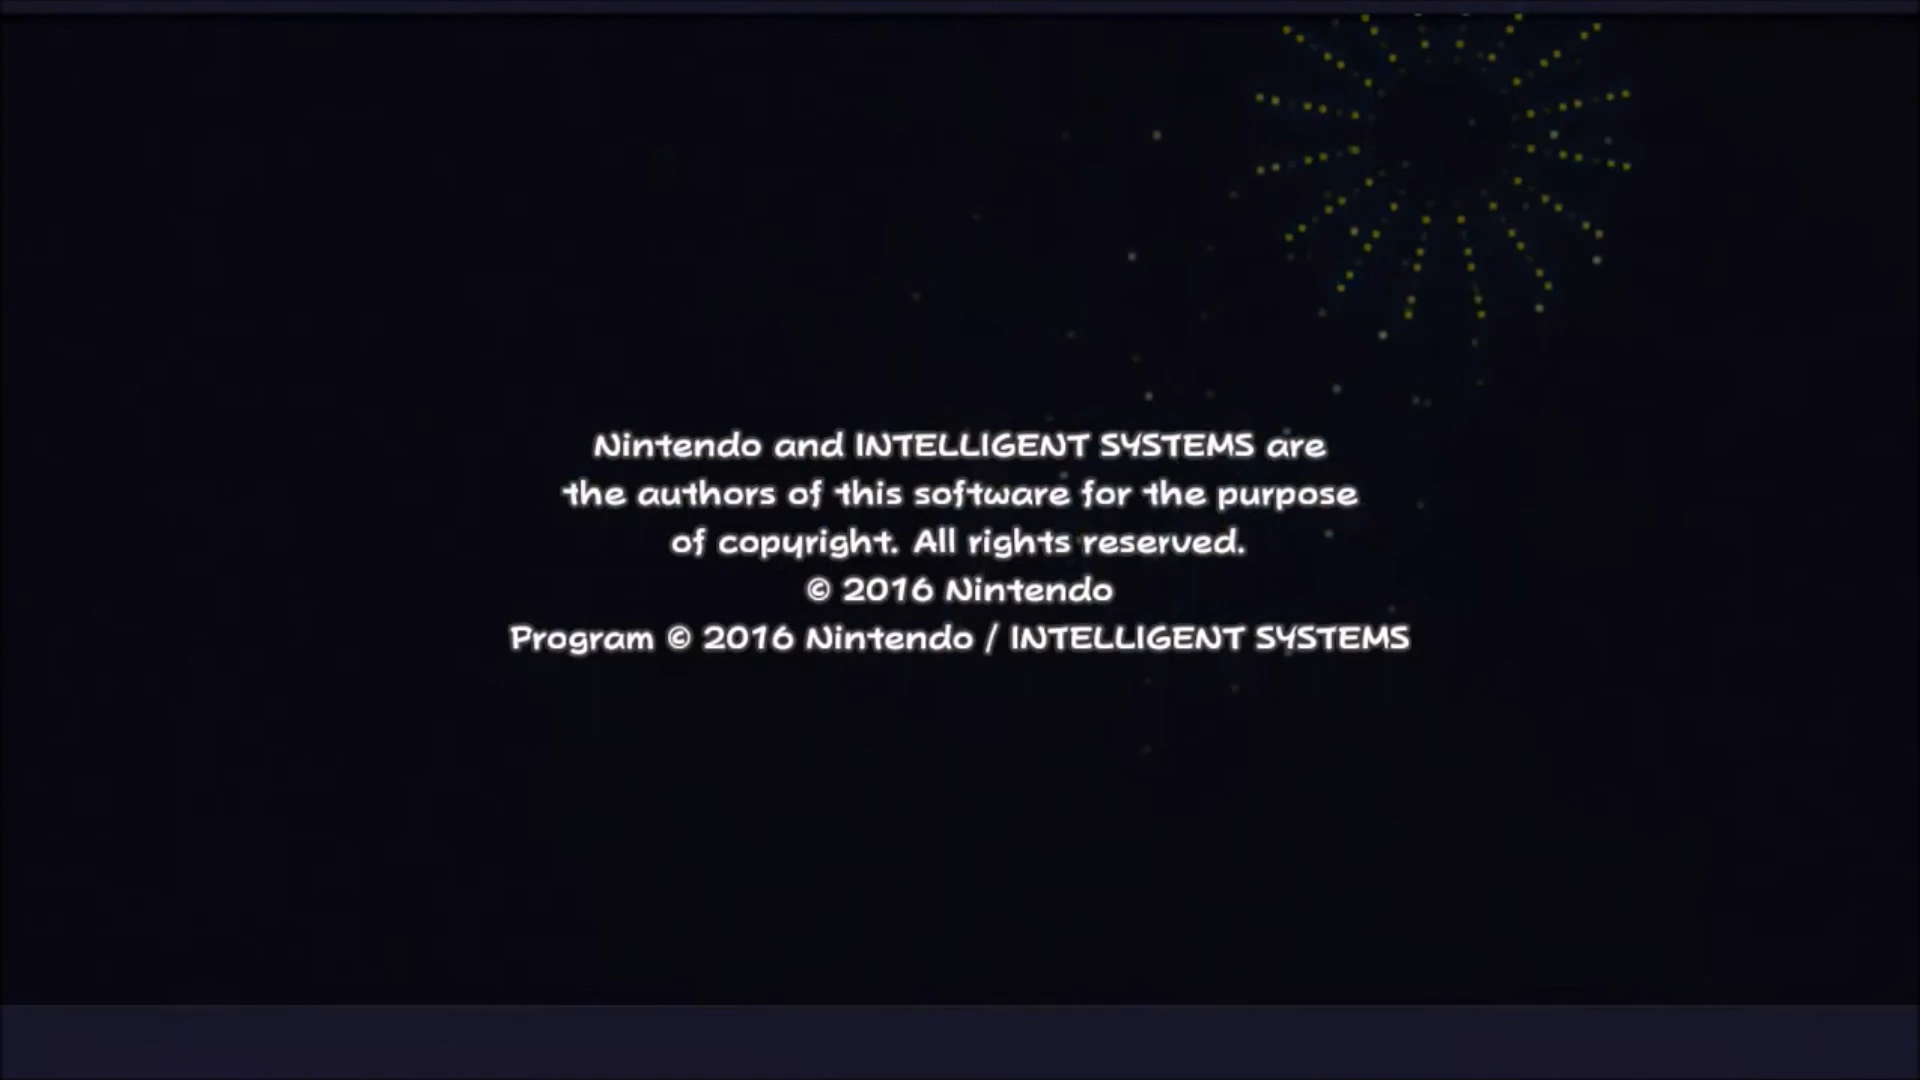 Nintendo and INTELLIGENT SYSTEMS are
the authors of this software for the purpose
of copyright. All rights reserved.
© 2016 Nintendo
Program © 2016 Nintendo / INTELLIGENT SYSTEMS